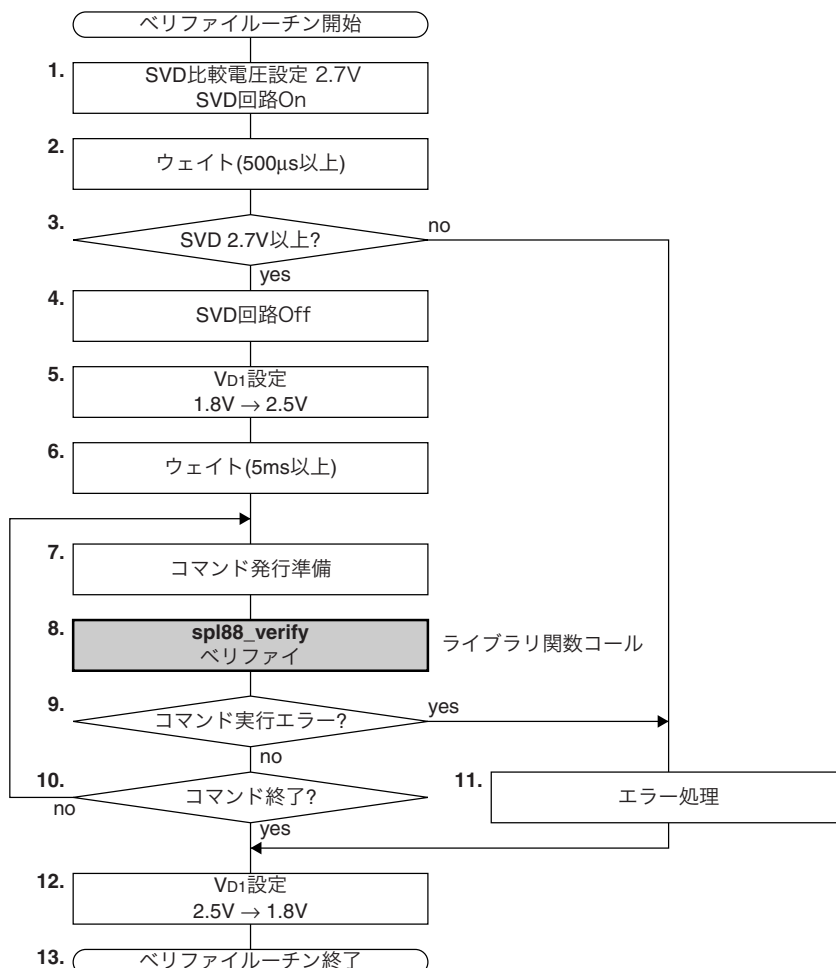 ベリファイルーチン開始
1.
SVD比較電圧設定 2.7V
SVD回路On
2.
ウェイト(500μs以上)
3.
SVD 2.7V以上?
no
yes
4.
SVD回路Off
5.
VD1設定
1.8V → 2.5V
6.
ウェイト(5ms以上)
7.
コマンド発行準備
8.
spl88_verify
ベリファイ
ライブラリ関数コール
9.
コマンド実行エラー?
yes
no
10.
コマンド終了?
no
yes
11.
エラー処理
12.
VD1設定
2.5V → 1.8V
13.
ベリファイルーチン終了